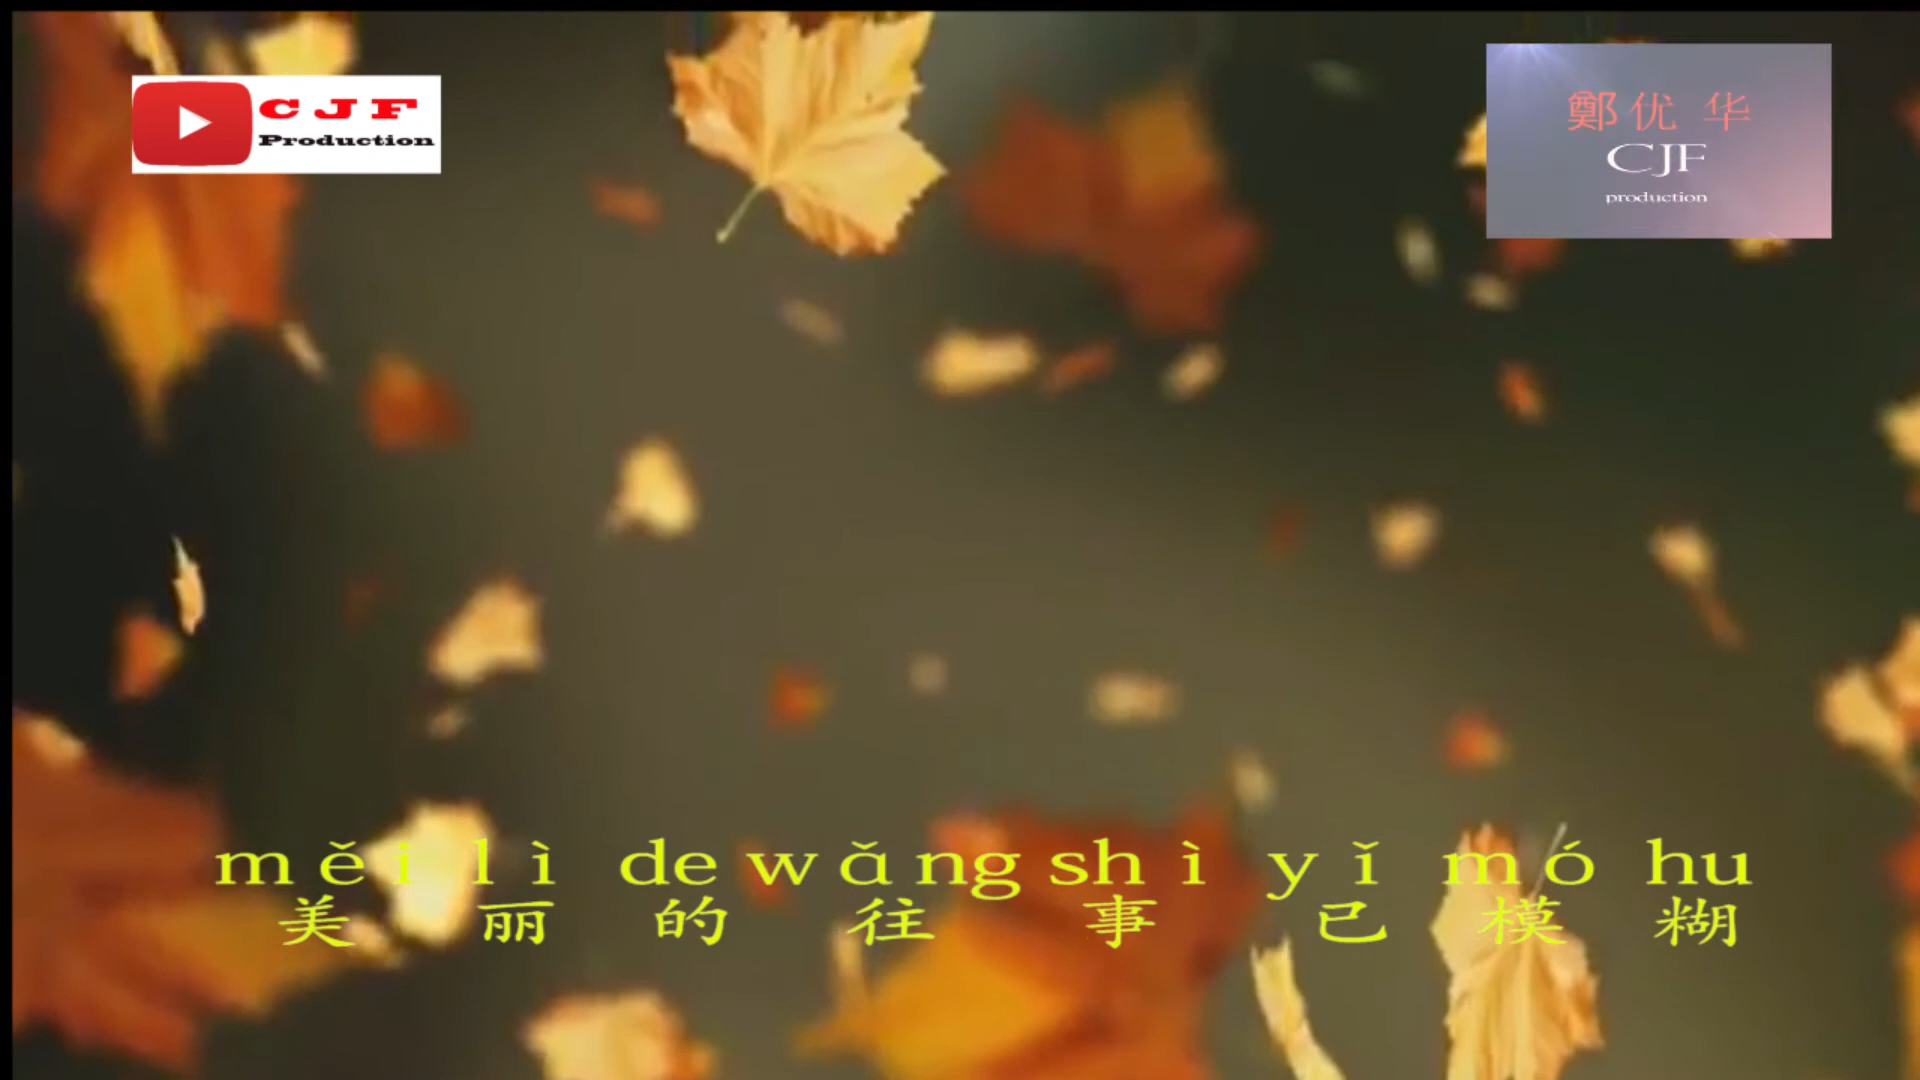 CJF
Production
鄭优 华
CJF
production
měi lì de wǎng shì yǐ mó hu
美 丽 的 往 事 已 模 糊